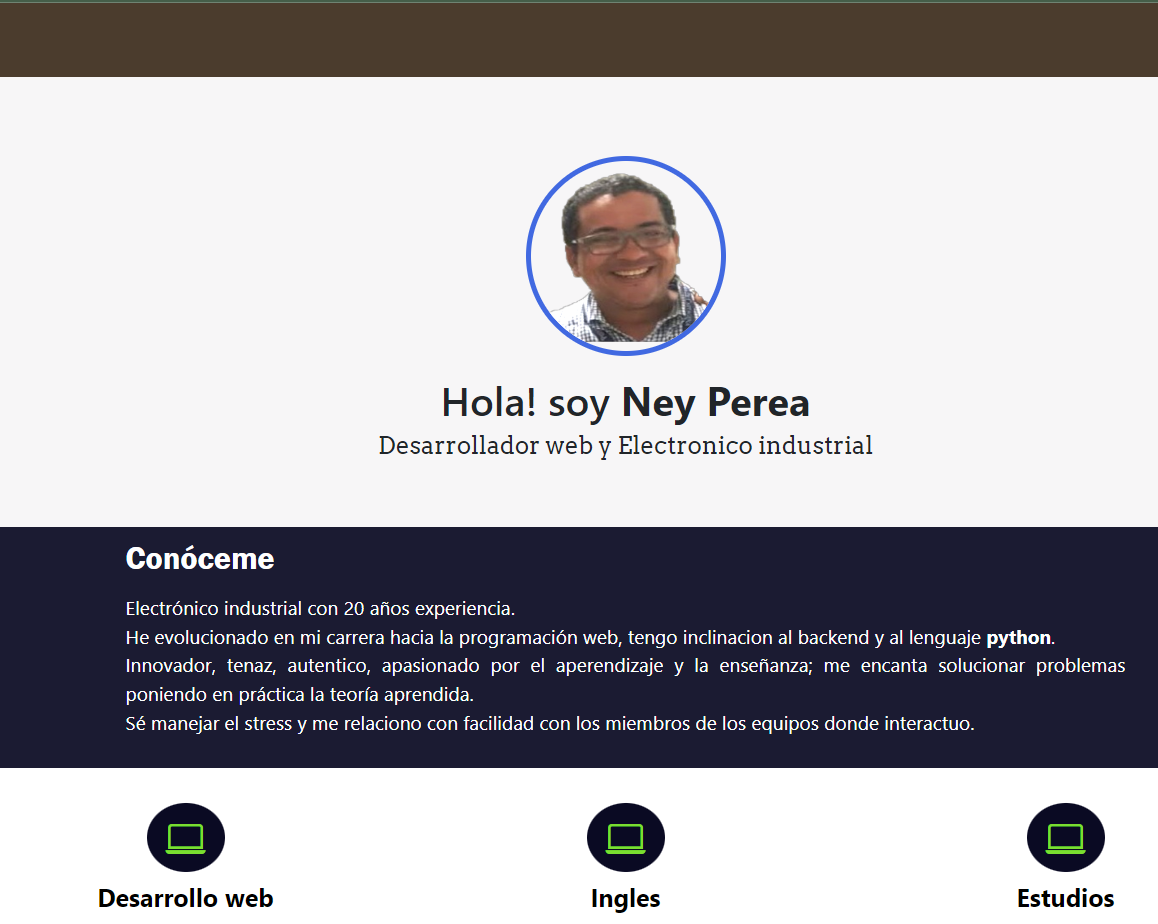 Hola! soy Ney Perea
Desarrollador web y Electronico industrial
Conóceme
Electrónico industrial con 20 años experiencia.
He evolucionado en mi carrera hacia la programación web, tengo inclinacion al backend y al lenguaje python.
Innovador, tenaz, autentico, apasionado por el aperendizaje y la enseñanza; me encanta solucionar problemas
poniendo en práctica la teoría aprendida.
Sé manejar el stress y me relaciono con facilidad con los miembros de los equipos donde interactuo.
Desarrollo web
Ingles
Estudios